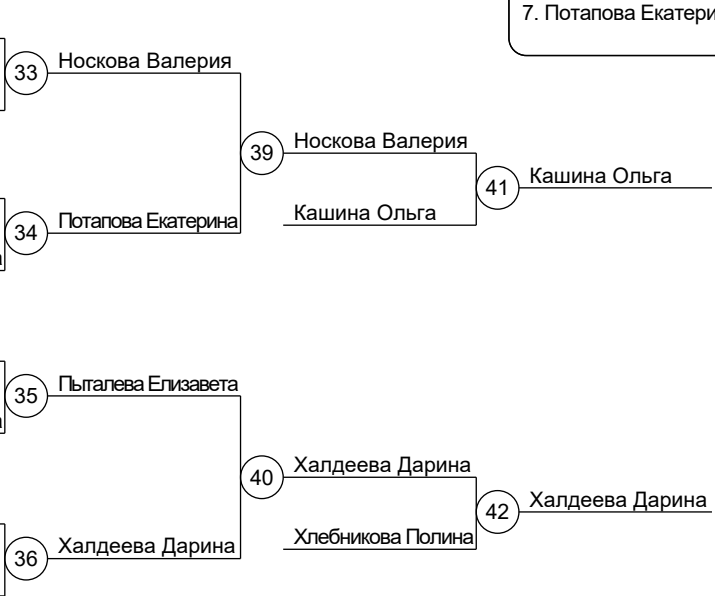 7. Потапова Екатери
33 Носкова Валерия
39 Носкова Валерия
41 Кашина Ольга
Кашина Ольга
34 Потапова Екатерина
35 Пыталева Елизавета
40 Халдеева Дарина
42 Халдеева Дарина
Хлебникова Полина
36 Халдеева Дарина